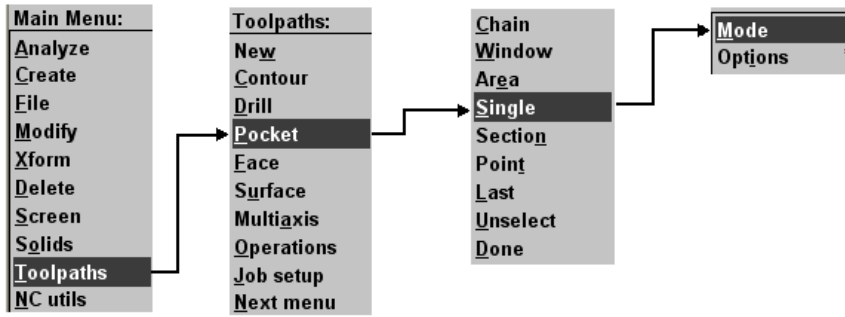 Main Menu:
Analyze
Create
File
Modify
Xform
Delete
Screen
Solids
Toolpaths
NC utils
Toolpaths:
New
Contour
Drill
Pocket
Face
Surface
Multiaxis
Operations
Job setup
Next menu
Chain
Window
Area
Single
Section
Point
Last
Unselect
Done
Mode
Options